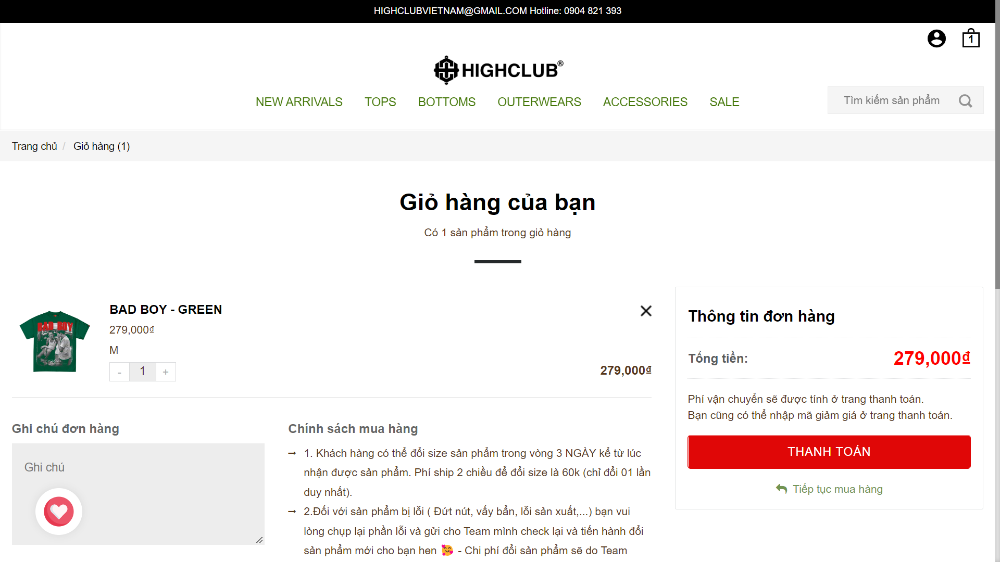 HIGHCLUBVIETNAM@GMAIL.COM Hotline: 0904 821 393
1
HIGHCLUB®
NEW ARRIVALS TOPS BOTTOMS OUTERWEARS ACCESSORIES SALE
Tìm kiếm sản phẩm
Trang chủ / Giỏ hàng (1)
Giỏ hàng của bạn
Có 1 sản phẩm trong giỏ hàng
BAD BOY
BAD BOY - GREEN
279,000₫
M
- 1 +
279,000₫
Ghi chú đơn hàng
Ghi chú
Chính sách mua hàng
1. Khách hàng có thể đổi size sản phẩm trong vòng 3 NGÀY kể từ lúc
nhận được sản phẩm. Phí ship 2 chiều để đổi size là 60k (chỉ đổi 01 lần
duy nhất).
2.Đối với sản phẩm bị lỗi ( Đứt nút, vấy bẩn, lỗi sản xuất,...) bạn vui
lòng chụp lại phần lỗi và gửi cho Team mình check lại và tiến hành đổi
sản phẩm mới cho bạn hen 🥰 - Chi phí đổi sản phẩm sẽ do Team
Thông tin đơn hàng
Tổng tiền: 279,000₫
Phí vận chuyển sẽ được tính ở trang thanh toán.
Bạn cũng có thể nhập mã giảm giá ở trang thanh toán.
THANH TOÁN
Tiếp tục mua hàng